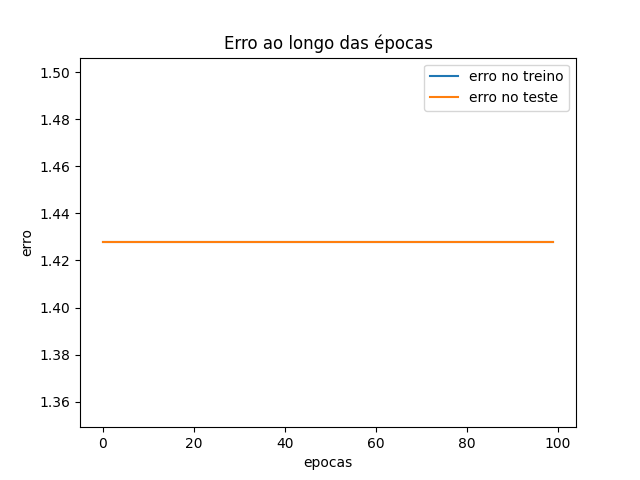 Erro ao longo das épocas
erro no treino
erro no teste
1.50
1.48
1.46
1.44
1.42
1.40
1.38
1.36
erro
0
20
40
60
80
100
epocas